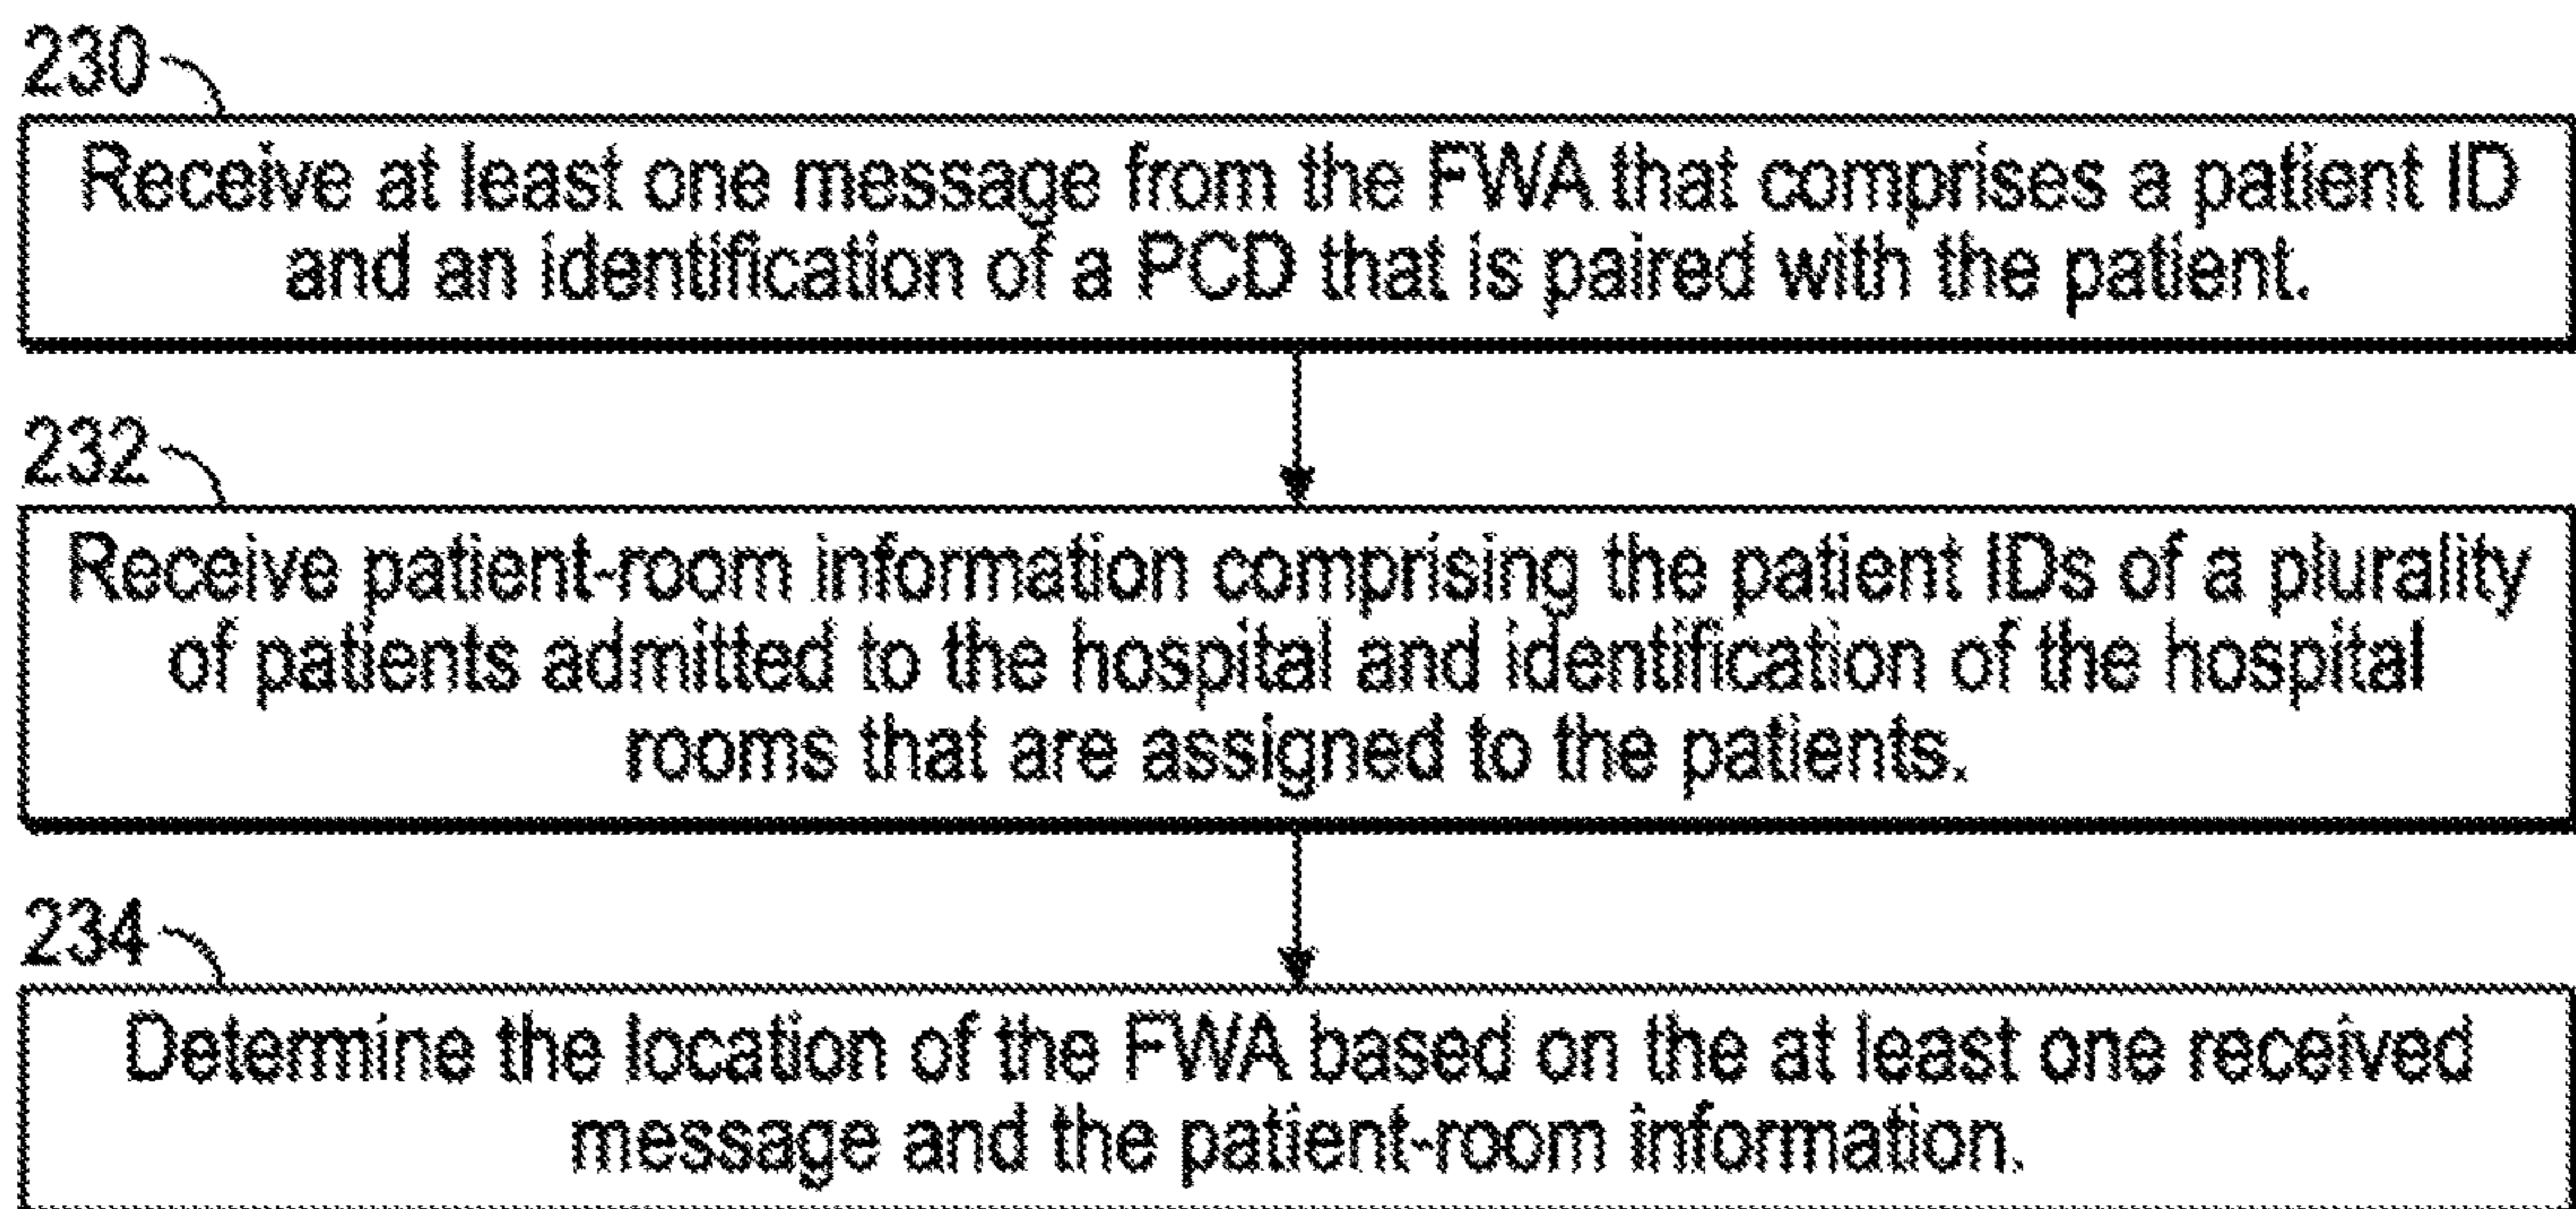 230
Receive at least one message from the FWA that comprises a patient ID
and an identification of a PCD that is paired with the patient.
232
Receive patient-room information comprising the patient IDs of a plurality
of patients admitted to the hospital and identification of the hospital
rooms that are assigned to the patients.
234
Determine the location of the FWA based on the at least one received
message and the patient-room information.